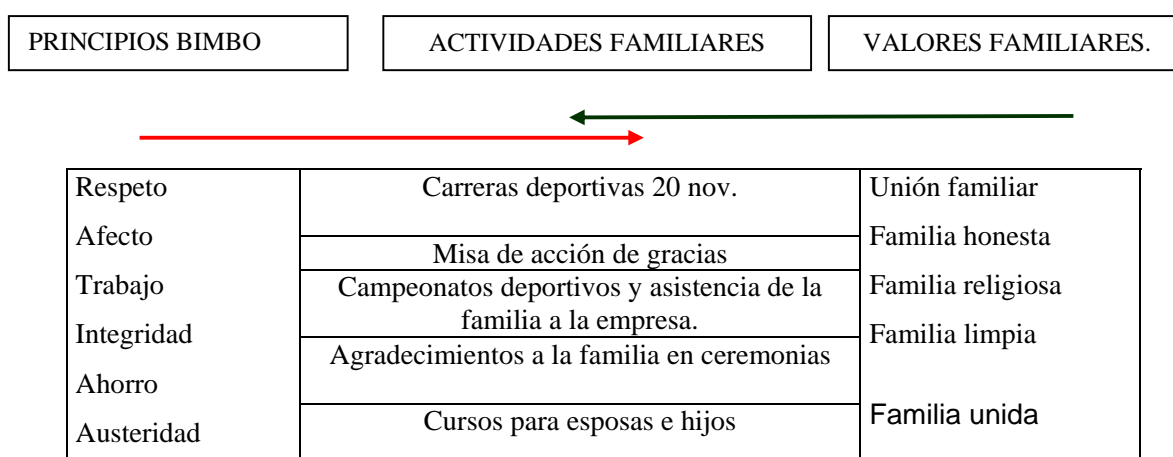 PRINCIPIOS BIMBO
ACTIVIDADES FAMILIARES
VALORES FAMILIARES.
Respeto
Afecto
Trabajo
Integridad
Ahorro
Austeridad
Carreras deportivas 20 nov.
Misa de acción de gracias
Campeonatos deportivos y asistencia de la
familia a la empresa.
Agradecimientos a la familia en ceremonias
Cursos para esposas e hijos
Unión familiar
Familia honesta
Familia religiosa
Familia limpia
Familia unida